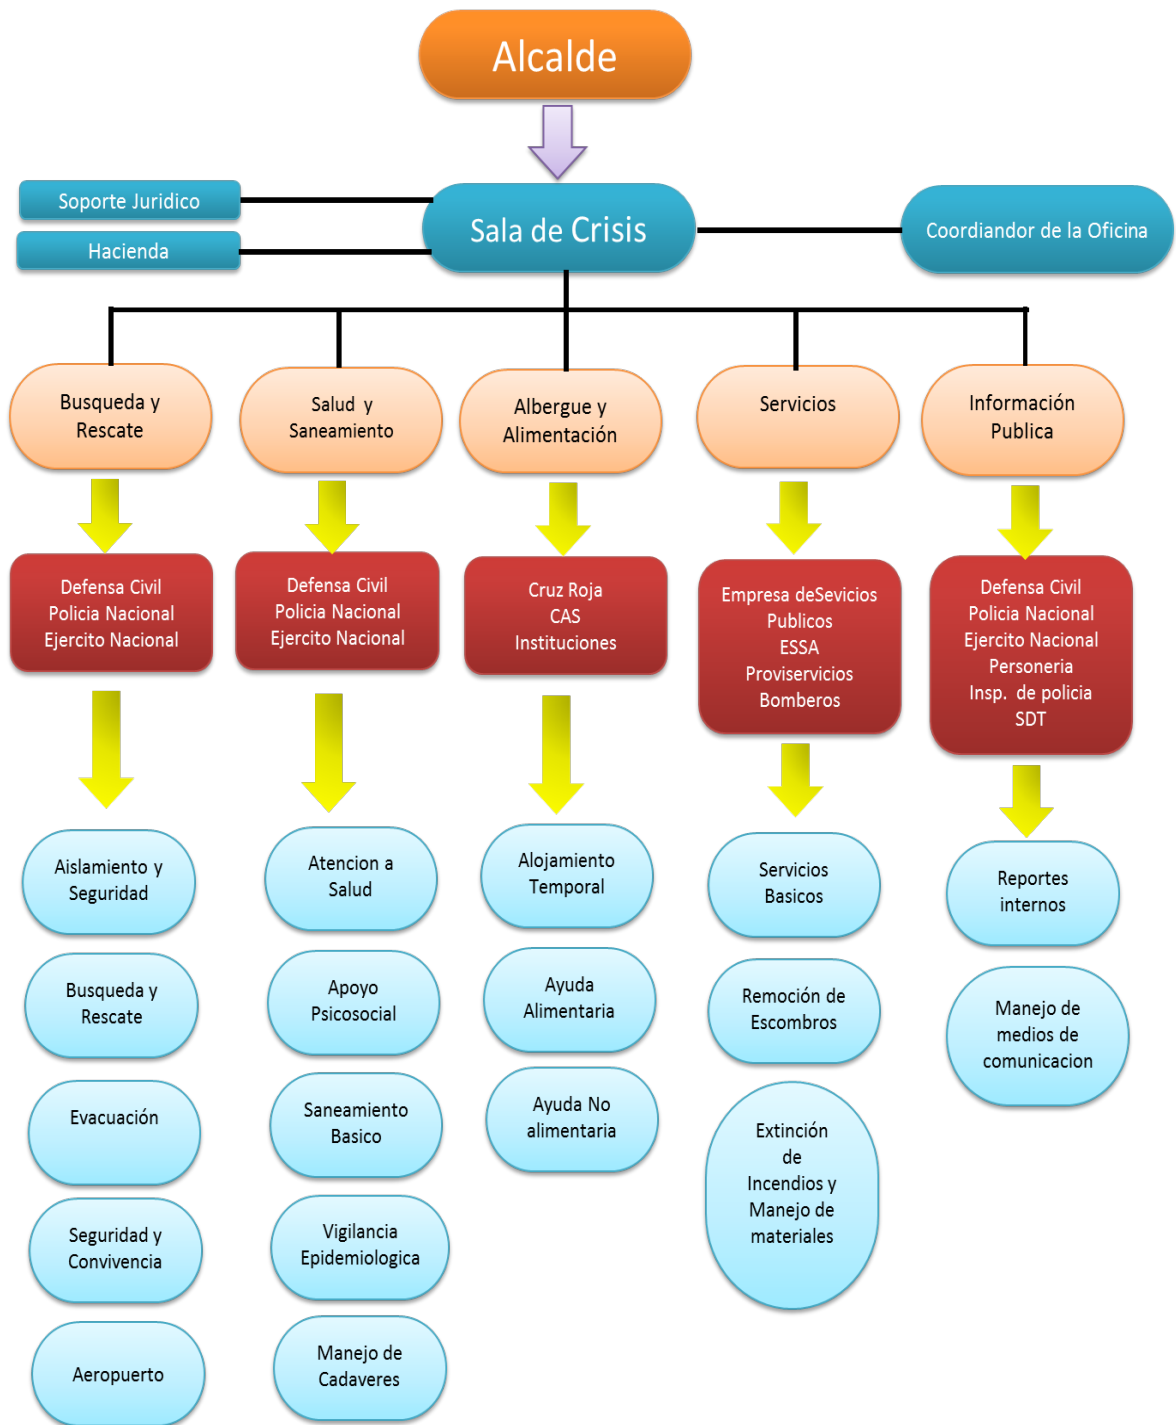 Alcalde
Soporte Juridico
Hacienda
Sala de Crisis
Coordiandor de la Oficina
Busqueda y
Rescate
Salud y
Saneamiento
Albergue y
Alimentación
Servicios
Información
Publica
Defensa Civil
Policia Nacional
Ejercito Nacional
Defensa Civil
Policia Nacional
Ejercito Nacional
Cruz Roja
CAS
Instituciones
Empresa deSevicios
Publicos
ESSA
Proviservicios
Bomberos
Defensa Civil
Policia Nacional
Ejercito Nacional
Personeria
Insp. de policia
SDT
Aislamiento y
Seguridad
Busqueda y
Rescate
Evacuación
Seguridad y
Convivencia
Aeropuerto
Atencion a
Salud
Apoyo
Psicosocial
Saneamiento
Basico
Vigilancia
Epidemiologica
Manejo de
Cadaveres
Alojamiento
Temporal
Ayuda
Alimentaria
Ayuda No
alimentaria
Servicios
Basicos
Remoción de
Escombros
Extinción
de
Incendios y
Manejo de
materiales
Reportes
internos
Manejo de
medios de
comunicacion